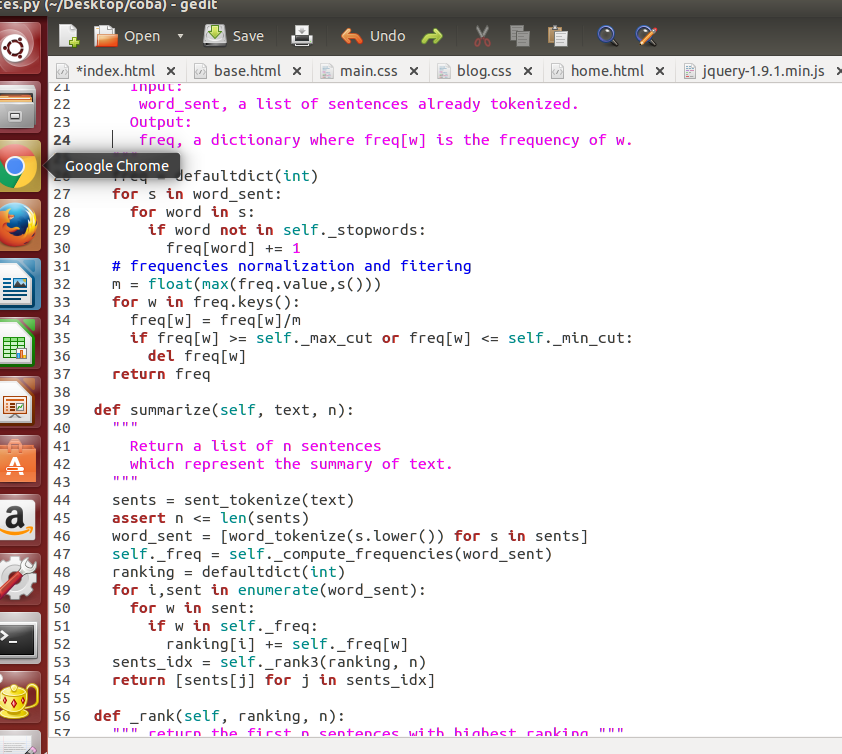 tes.py (~/Desktop/coba) - gedit
Open Save Undo
*index.html × base.html × main.css × blog.css × home.html × jquery-1.9.1.min.js ×
21 Input:
22 word_sent, a list of sentences already tokenized.
23 Output:
24 freq, a dictionary where freq[w] is the frequency of w.
Google Chrome
26 freq = defaultdict(int)
27 for s in word_sent:
28 for word in s:
29 if word not in self._stopwords:
30 freq[word] += 1
31 # frequencies normalization and fitering
32 m = float(max(freq.value,s()))
33 for w in freq.keys():
34 freq[w] = freq[w]/m
35 if freq[w] >= self._max_cut or freq[w] <= self._min_cut:
36 del freq[w]
37 return freq
38
39 def summarize(self, text, n):
40 """
41 Return a list of n sentences
42 which represent the summary of text.
43 """
44 sents = sent_tokenize(text)
45 assert n <= len(sents)
46 word_sent = [word_tokenize(s.lower()) for s in sents]
47 self._freq = self._compute_frequencies(word_sent)
48 ranking = defaultdict(int)
49 for i,sent in enumerate(word_sent):
50 for w in sent:
51 if w in self._freq:
52 ranking[i] += self._freq[w]
53 sents_idx = self._rank3(ranking, n)
54 return [sents[j] for j in sents_idx]
55
56 def _rank(self, ranking, n):
57 """ return the first n sentences with highest ranking """